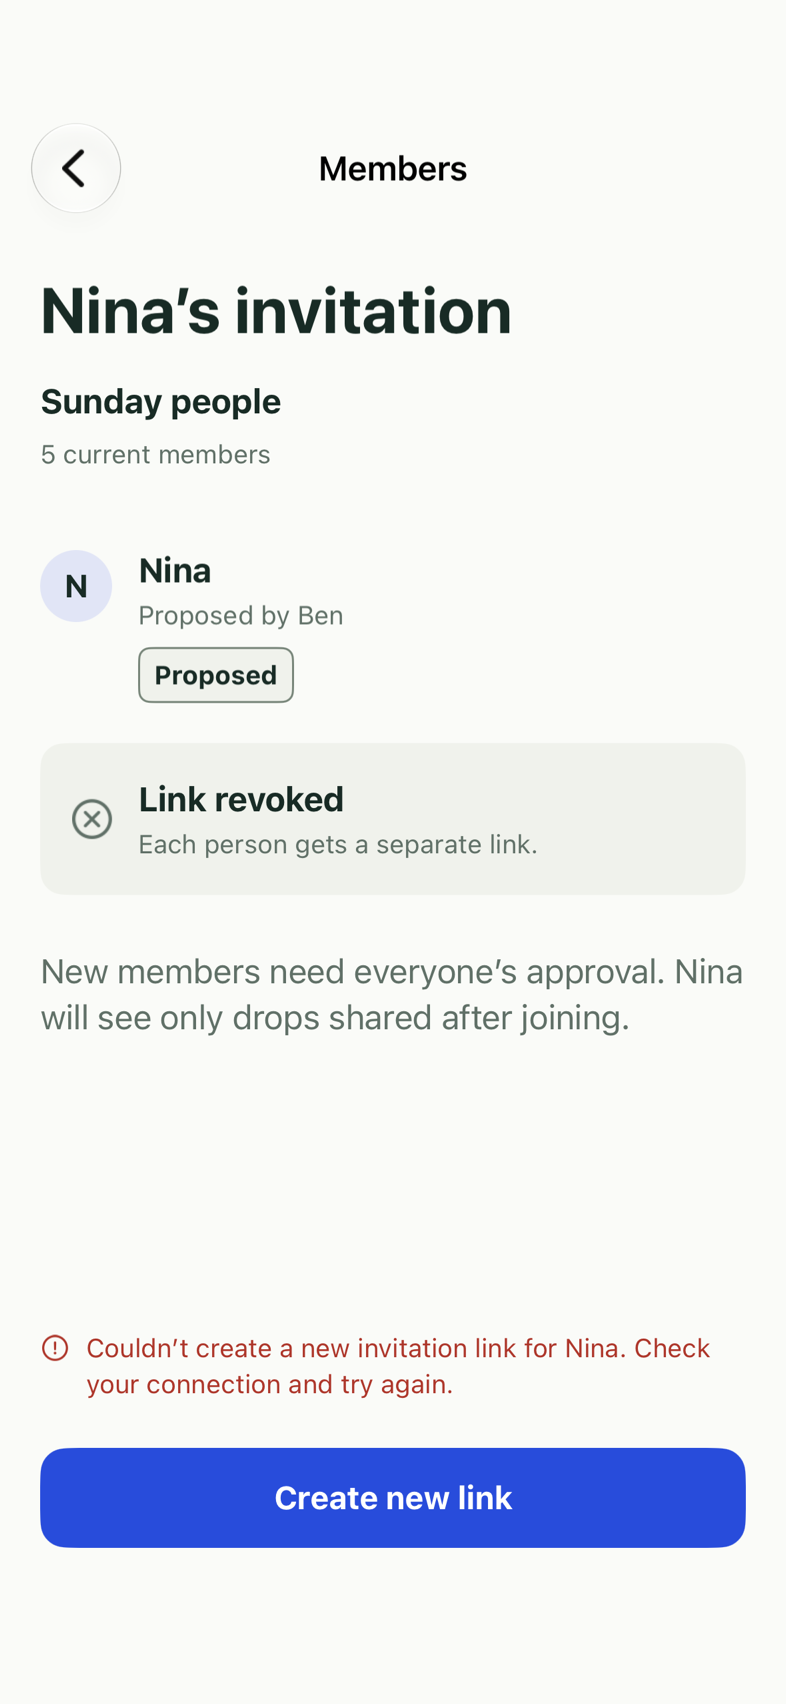 Members
Nina’s invitation
Sunday people
5 current members
N
Nina
Proposed by Ben
Proposed
Link revoked
Each person gets a separate link.
New members need everyone’s approval. Nina
will see only drops shared after joining.
Couldn’t create a new invitation link for Nina. Check
your connection and try again.
Create new link